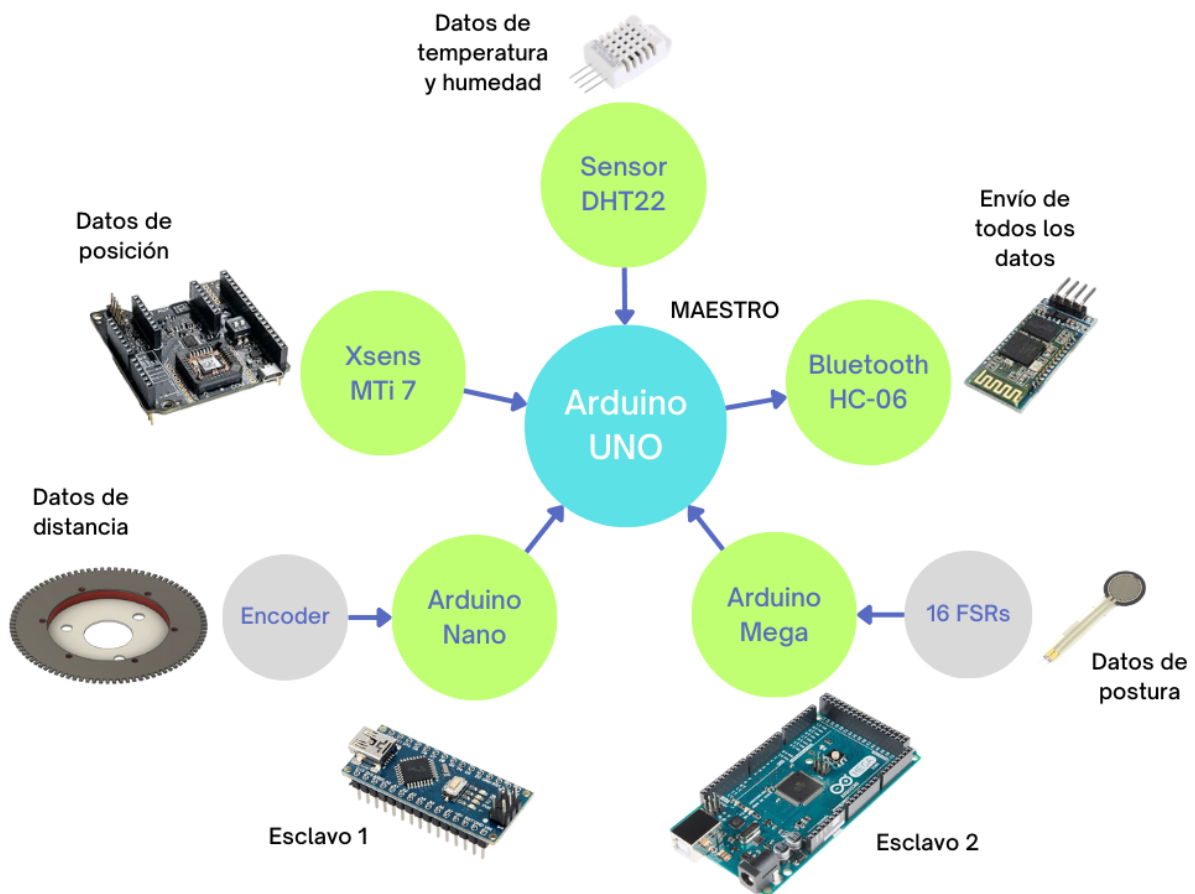 Datos de
temperatura
y humedad
Sensor
DHT22
Datos de
posición
Envío de
todos los
datos
MAESTRO
Xsens
MTi 7
Bluetooth
HC-06
Arduino
UNO
Datos de
distancia
Encoder
Arduino
Nano
Arduino
Mega
16 FSRs
Datos de
postura
Esclavo 1
Esclavo 2